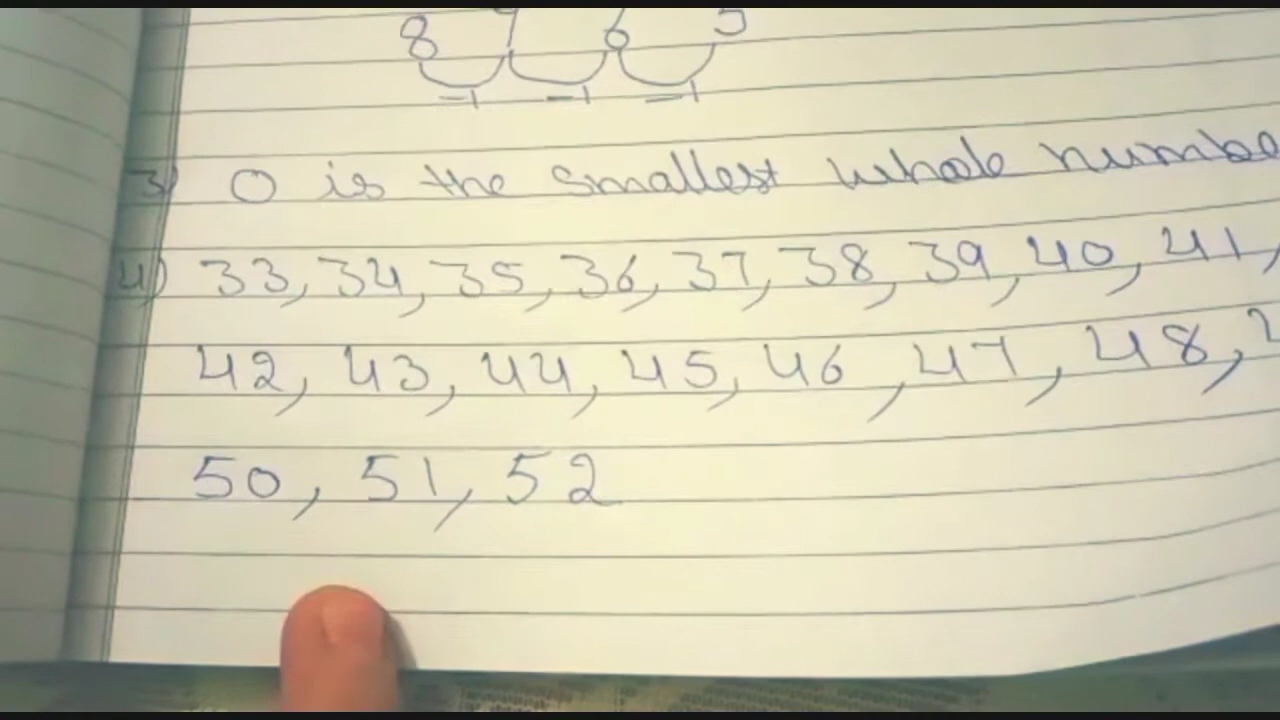 8 7 6 5
-1 -1 -1
3) 0 is the smallest whole numbe
4) 33, 34, 35, 36, 37, 38, 39, 40, 41,
42, 43, 44, 45, 46, 47, 48,
50, 51, 52